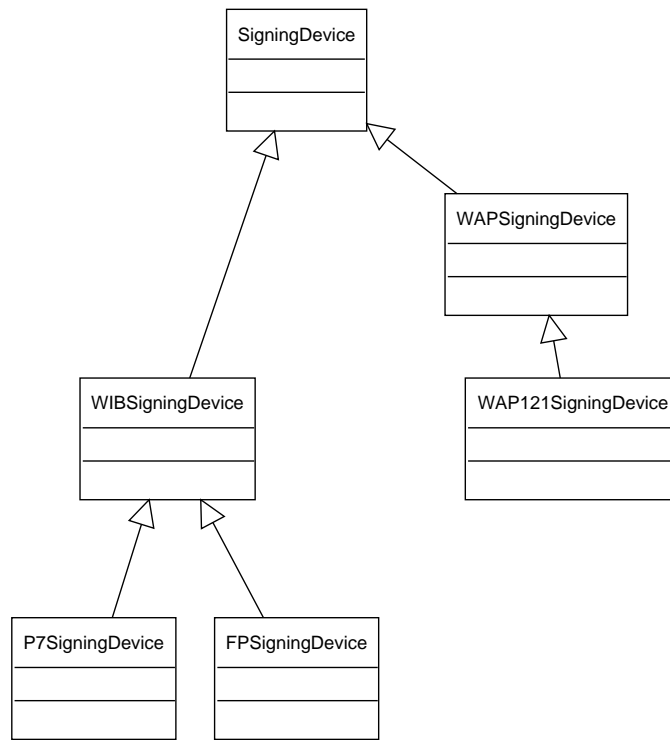 SigningDevice
WAPSigningDevice
WIBSigningDevice
WAP121SigningDevice
P7SigningDevice
FPSigningDevice